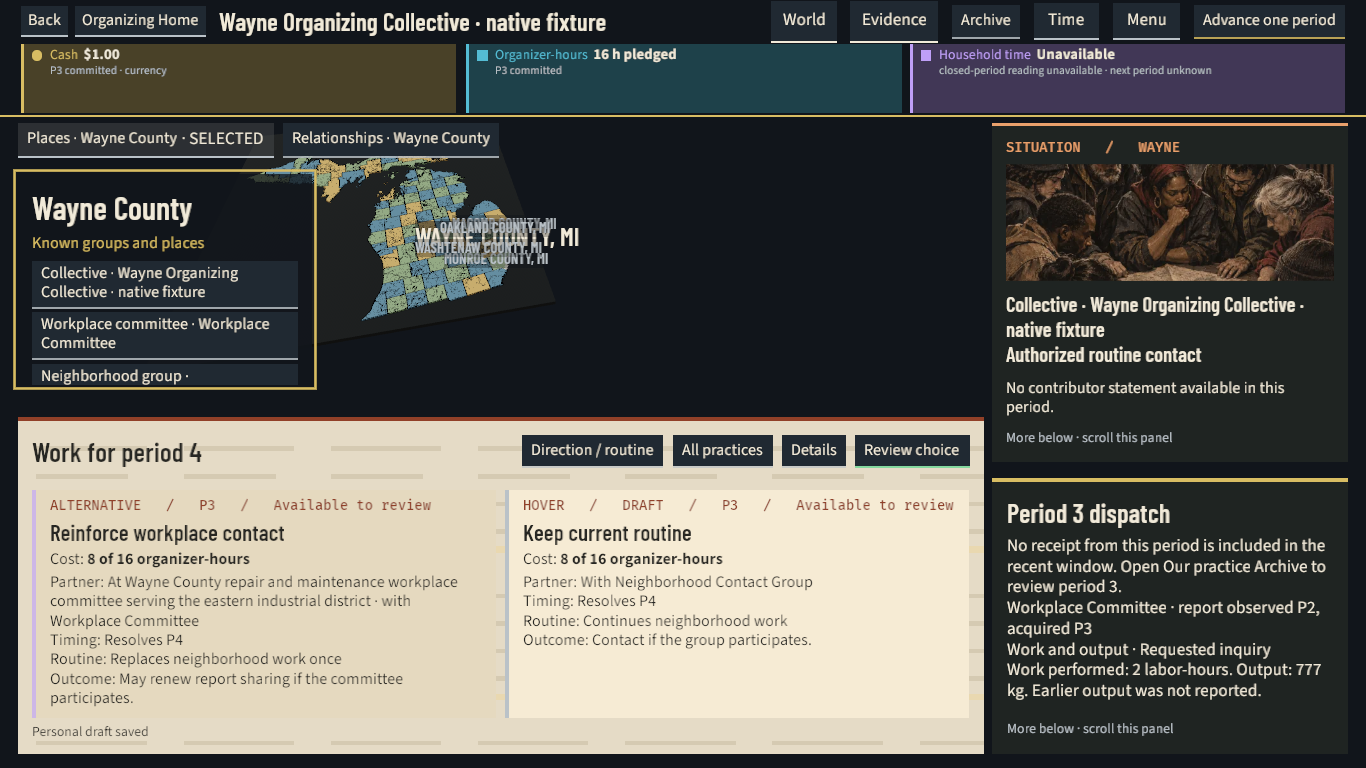 Back
Organizing Home
Wayne Organizing Collective · native fixture
World
Evidence
Archive
Time
Menu
Advance one period
Cash $1.00
P3 committed · currency
Organizer-hours 16 h pledged
P3 committed
Household time Unavailable
closed-period reading unavailable · next period unknown
Places · Wayne County · SELECTED
Relationships · Wayne County
Wayne County
Known groups and places
Collective · Wayne Organizing
Collective · native fixture
Workplace committee · Workplace
Committee
Neighborhood group ·
OAKLAND COUNTY, MI
WAYNE COUNTY, MI
WASHTENAW COUNTY, MI
MONROE COUNTY, MI
SITUATION / WAYNE
Collective · Wayne Organizing Collective ·
native fixture
Authorized routine contact
No contributor statement available in this
period.
More below · scroll this panel
Work for period 4
Direction / routine
All practices
Details
Review choice
ALTERNATIVE / P3 / Available to review
Reinforce workplace contact
Cost: 8 of 16 organizer-hours
Partner: At Wayne County repair and maintenance workplace
committee serving the eastern industrial district · with
Workplace Committee
Timing: Resolves P4
Routine: Replaces neighborhood work once
Outcome: May renew report sharing if the committee
participates.
HOVER / DRAFT / P3 / Available to review
Keep current routine
Cost: 8 of 16 organizer-hours
Partner: With Neighborhood Contact Group
Timing: Resolves P4
Routine: Continues neighborhood work
Outcome: Contact if the group participates.
Personal draft saved
Period 3 dispatch
No receipt from this period is included in the
recent window. Open Our practice Archive to
review period 3.
Workplace Committee · report observed P2,
acquired P3
Work and output · Requested inquiry
Work performed: 2 labor-hours. Output: 777
kg. Earlier output was not reported.
More below · scroll this panel